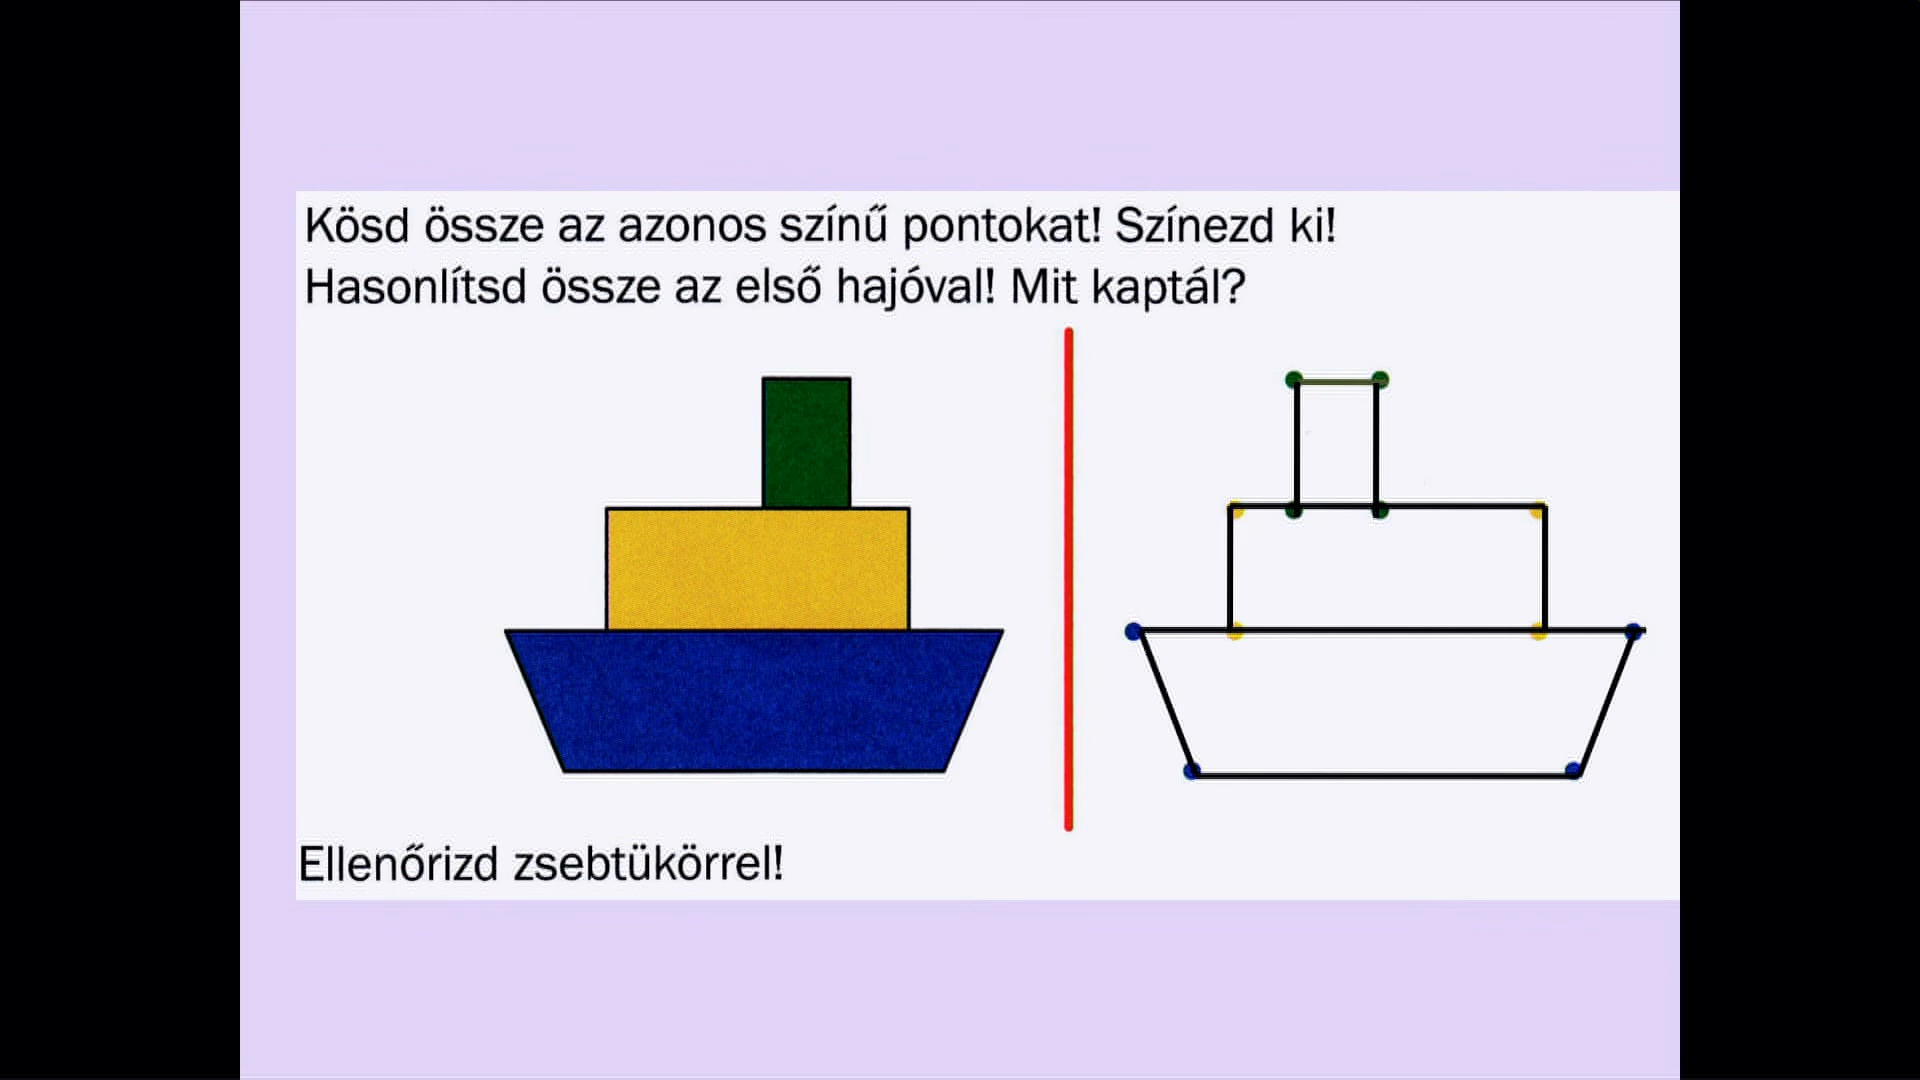 Kösd össze az azonos színű pontokat! Színezd ki!
Hasonlítsd össze az első hajóval! Mit kaptál?
Ellenőrizd zsebtükörrel!